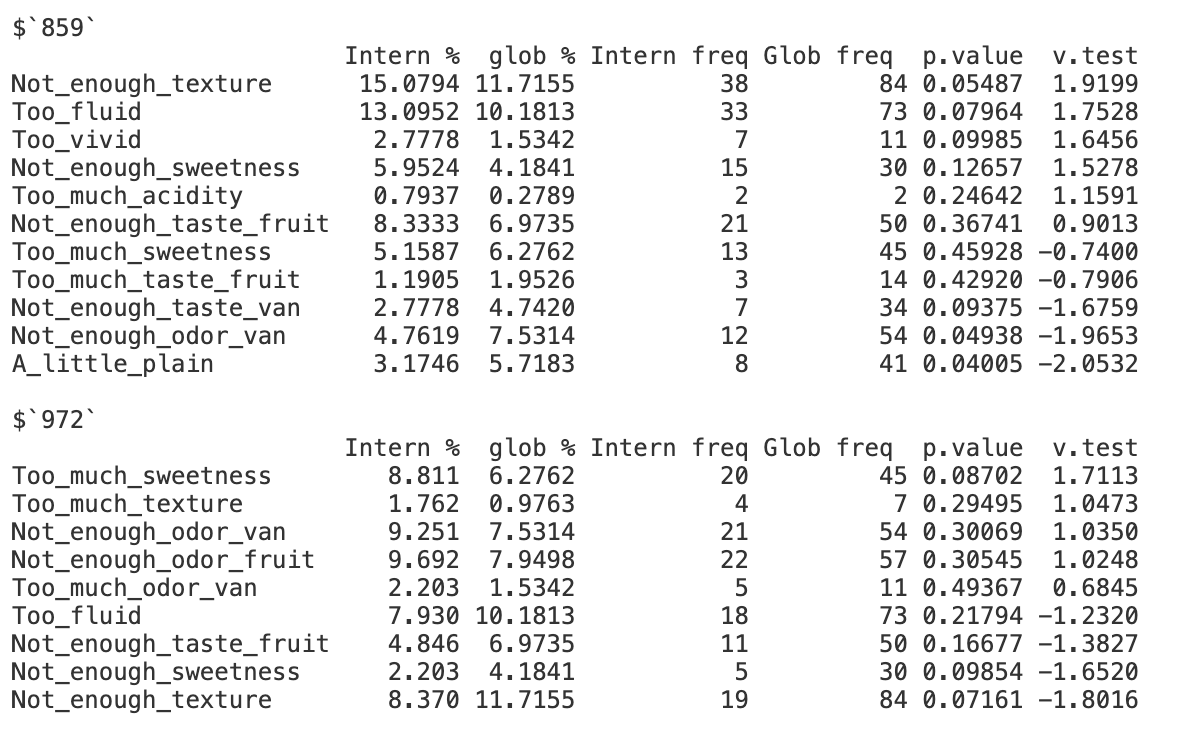 $`859`
                       Intern %  glob % Intern freq Glob freq  p.value  v.test
Not_enough_texture      15.0794 11.7155          38         84 0.05487  1.9199
Too_fluid               13.0952 10.1813          33         73 0.07964  1.7528
Too_vivid                2.7778  1.5342           7         11 0.09985  1.6456
Not_enough_sweetness     5.9524  4.1841          15         30 0.12657  1.5278
Too_much_acidity         0.7937  0.2789           2          2 0.24642  1.1591
Not_enough_taste_fruit   8.3333  6.9735          21         50 0.36741  0.9013
Too_much_sweetness       5.1587  6.2762          13         45 0.45928 −0.7400
Too_much_taste_fruit     1.1905  1.9526           3         14 0.42920 −0.7906
Not_enough_taste_van     2.7778  4.7420           7         34 0.09375 −1.6759
Not_enough_odor_van      4.7619  7.5314          12         54 0.04938 −1.9653
A_little_plain           3.1746  5.7183           8         41 0.04005 −2.0532
$`972`
                       Intern %  glob % Intern freq Glob freq  p.value  v.test
Too_much_sweetness        8.811  6.2762          20         45 0.08702  1.7113
Too_much_texture          1.762  0.9763           4          7 0.29495  1.0473
Not_enough_odor_van       9.251  7.5314          21         54 0.30069  1.0350
Not_enough_odor_fruit     9.692  7.9498          22         57 0.30545  1.0248
Too_much_odor_van         2.203  1.5342           5         11 0.49367  0.6845
Too_fluid                 7.930 10.1813          18         73 0.21794 −1.2320
Not_enough_taste_fruit    4.846  6.9735          11         50 0.16677 −1.3827
Not_enough_sweetness      2.203  4.1841           5         30 0.09854 −1.6520
Not_enough_texture        8.370 11.7155          19         84 0.07161 −1.8016